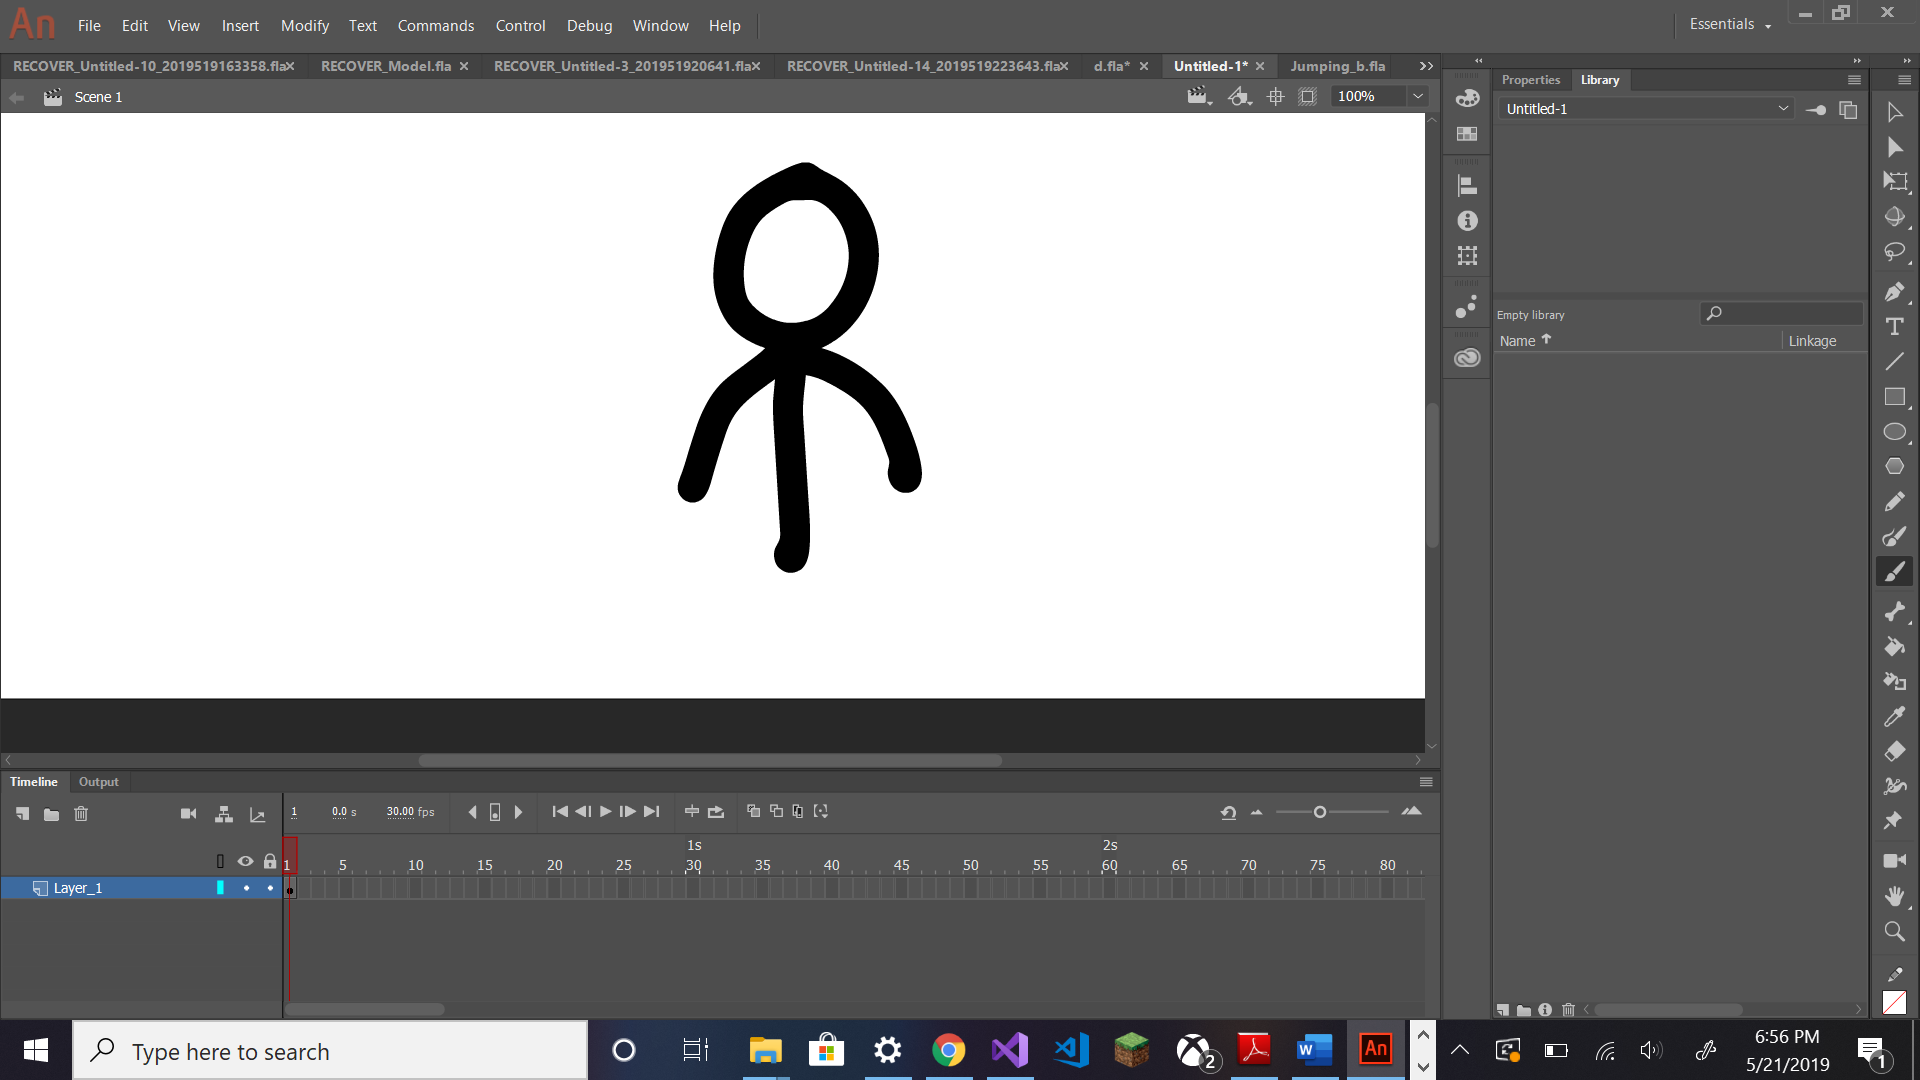 An File Edit View Insert Modify Text Commands Control Debug Window Help Essentials
RECOVER_Untitled-10_2019519163358.fla RECOVER_Model.fla RECOVER_Untitled-3_201951920641.fla RECOVER_Untitled-14_2019519223643.fla d.fla* Untitled-1* Jumping_b.fla
Scene 1 100%
Properties Library
Untitled-1
Empty library
Name Linkage
Timeline Output
1 0.0 s 30.00 fps
1s 2s
1 5 10 15 20 25 30 35 40 45 50 55 60 65 70 75 80
Layer_1
Type here to search
2
W
An
6:56 PM
5/21/2019
1